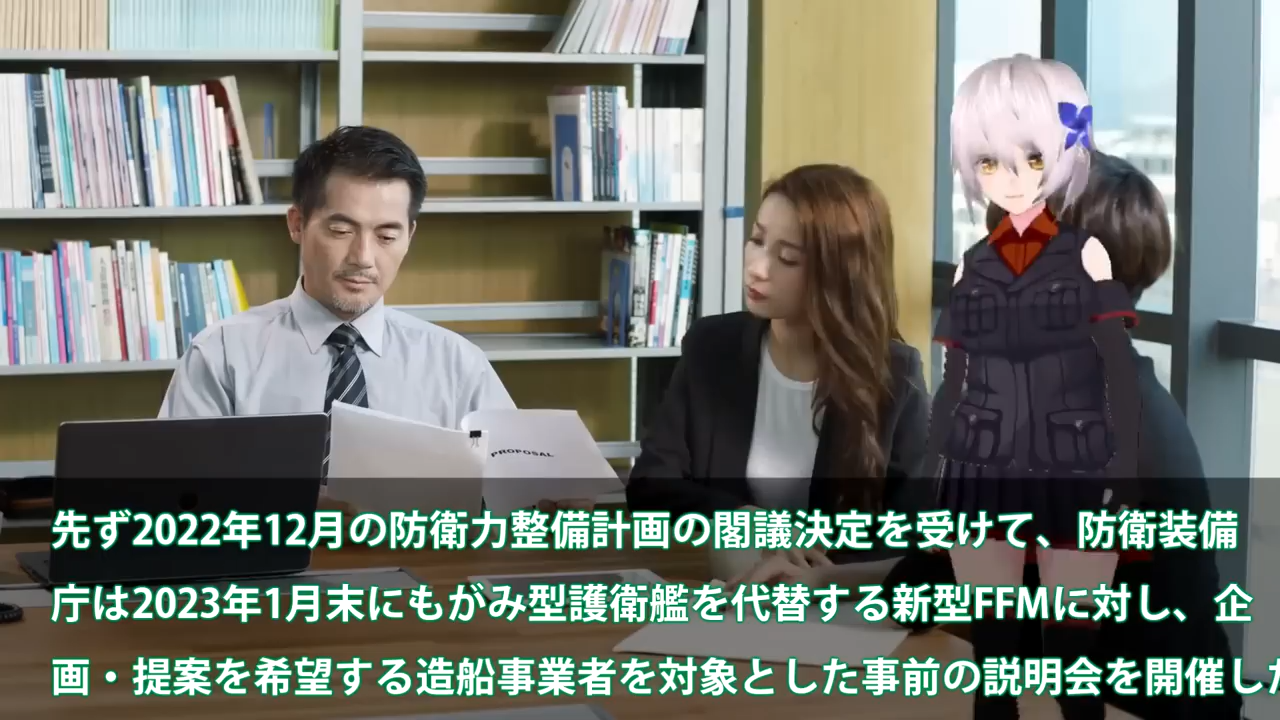 PROPOSAL
先ず2022年12月の防衛力整備計画の閣議決定を受けて、防衛装備
庁は2023年1月末にもがみ型護衛艦を代替する新型FFMに対し、企
画・提案を希望する造船事業者を対象とした事前の説明会を開催した